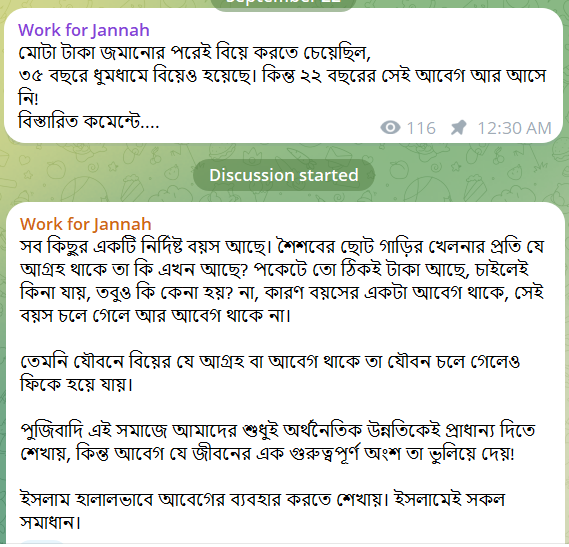 September 22
Work for Jannah
মোটা টাকা জমানোর পরেই বিয়ে করতে চেয়েছিল,
৩৫ বছরে ধুমধামে বিয়েও হয়েছে। কিন্ত ২২ বছরের সেই আবেগ আর আসে
নি!
বিস্তারিত কমেন্টে....
116 12:30 AM
Discussion started
Work for Jannah
সব কিছুর একটি নির্দিষ্ট বয়স আছে। শৈশবের ছোট গাড়ির খেলনার প্রতি যে
আগ্রহ থাকে তা কি এখন আছে? পকেটে তো ঠিকই টাকা আছে, চাইলেই
কিনা যায়, তবুও কি কেনা হয়? না, কারণ বয়সের একটা আবেগ থাকে, সেই
বয়স চলে গেলে আর আবেগ থাকে না।
তেমনি যৌবনে বিয়ের যে আগ্রহ বা আবেগ থাকে তা যৌবন চলে গেলেও
ফিকে হয়ে যায়।
পুজিবাদি এই সমাজে আমাদের শুধুই অর্থনৈতিক উন্নতিকেই প্রাধান্য দিতে
শেখায়, কিন্ত আবেগ যে জীবনের এক গুরুত্বপূর্ণ অংশ তা ভুলিয়ে দেয়!
ইসলাম হালালভাবে আবেগের ব্যবহার করতে শেখায়। ইসলামেই সকল
সমাধান।